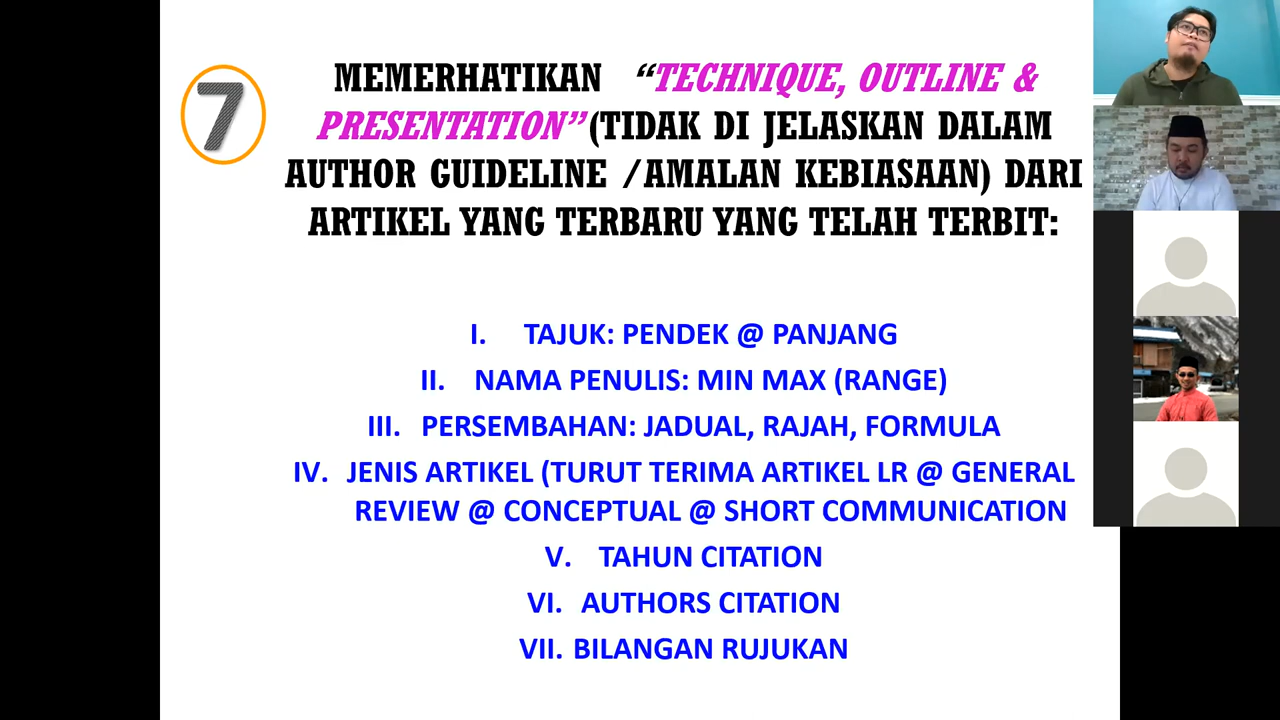 7
MEMERHATIKAN “TECHNIQUE, OUTLINE &
PRESENTATION”(TIDAK DI JELASKAN DALAM
AUTHOR GUIDELINE /AMALAN KEBIASAAN) DARI
ARTIKEL YANG TERBARU YANG TELAH TERBIT:
I. TAJUK: PENDEK @ PANJANG
II. NAMA PENULIS: MIN MAX (RANGE)
III. PERSEMBAHAN: JADUAL, RAJAH, FORMULA
IV. JENIS ARTIKEL (TURUT TERIMA ARTIKEL LR @ GENERAL
REVIEW @ CONCEPTUAL @ SHORT COMMUNICATION
V. TAHUN CITATION
VI. AUTHORS CITATION
VII. BILANGAN RUJUKAN